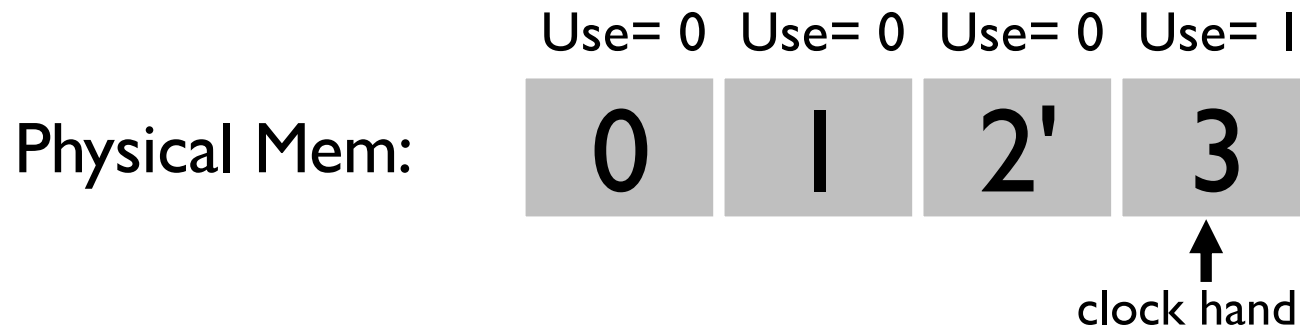 Use= 0 Use= 0 Use= 0 Use= 1
Physical Mem: 0 1 2' 3
clock hand